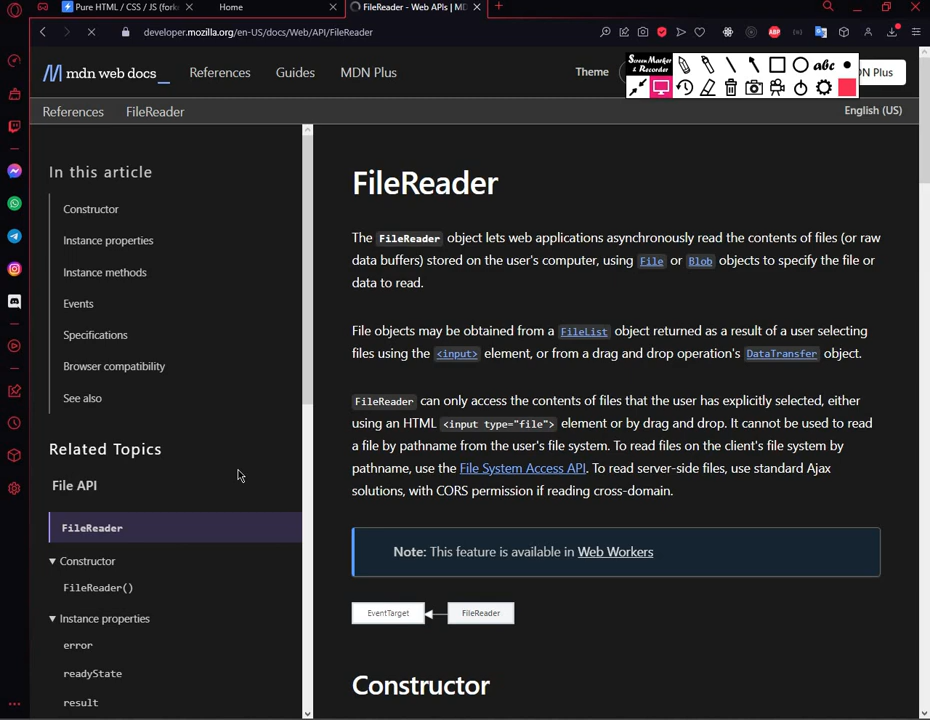 Pure HTML / CSS / JS (fork
Home
FileReader - Web APIs | MD
developer.mozilla.org/en-US/docs/Web/API/FileReader
ABP
mdn web docs_
References
Guides
MDN Plus
Theme
Screen Marker & Recorder
abc
DN Plus
References
FileReader
English (US)
In this article
Constructor
Instance properties
Instance methods
Events
Specifications
Browser compatibility
See also
Related Topics
File API
FileReader
Constructor
FileReader()
Instance properties
error
readyState
result
FileReader
The FileReader object lets web applications asynchronously read the contents of files (or raw
data buffers) stored on the user's computer, using File or Blob objects to specify the file or
data to read.
File objects may be obtained from a FileList object returned as a result of a user selecting
files using the <input> element, or from a drag and drop operation's DataTransfer object.
FileReader can only access the contents of files that the user has explicitly selected, either
using an HTML <input type="file"> element or by drag and drop. It cannot be used to read
a file by pathname from the user's file system. To read files on the client's file system by
pathname, use the File System Access API. To read server-side files, use standard Ajax
solutions, with CORS permission if reading cross-domain.
Note: This feature is available in Web Workers
EventTarget
FileReader
Constructor